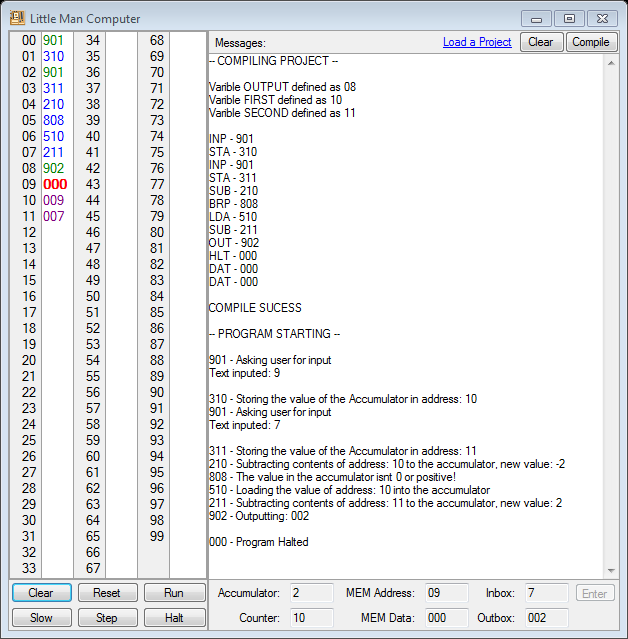 Little Man Computer
00 901 34 68
01 310 35 69
02 901 36 70
03 311 37 71
04 210 38 72
05 808 39 73
06 510 40 74
07 211 41 75
08 902 42 76
09 000 43 77
10 009 44 78
11 007 45 79
12 46 80
13 47 81
14 48 82
15 49 83
16 50 84
17 51 85
18 52 86
19 53 87
20 54 88
21 55 89
22 56 90
23 57 91
24 58 92
25 59 93
26 60 94
27 61 95
28 62 96
29 63 97
30 64 98
31 65 99
32 66
33 67
Messages: Load a Project Clear Compile
-- COMPILING PROJECT --
Varible OUTPUT defined as 08
Varible FIRST defined as 10
Varible SECOND defined as 11
INP - 901
STA - 310
INP - 901
STA - 311
SUB - 210
BRP - 808
LDA - 510
SUB - 211
OUT - 902
HLT - 000
DAT - 000
DAT - 000
COMPILE SUCESS
-- PROGRAM STARTING --
901 - Asking user for input
Text inputed: 9
310 - Storing the value of the Accumulator in address: 10
901 - Asking user for input
Text inputed: 7
311 - Storing the value of the Accumulator in address: 11
210 - Subtracting contents of address: 10 to the accumulator, new value: -2
808 - The value in the accumulator isnt 0 or positive!
510 - Loading the value of address: 10 into the accumulator
211 - Subtracting contents of address: 11 to the accumulator, new value: 2
902 - Outputting: 002
000 - Program Halted
Clear Reset Run
Slow Step Halt
Accumulator: 2 MEM Address: 09 Inbox: 7 Enter
Counter: 10 MEM Data: 000 Outbox: 002